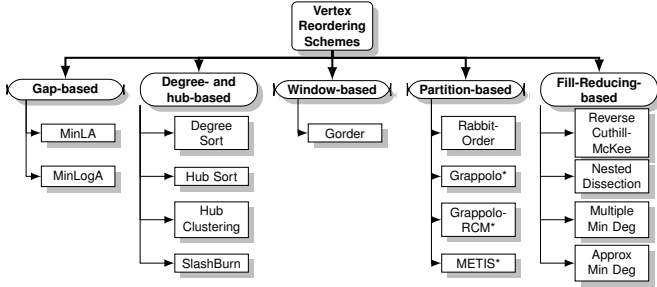 Vertex
Reordering
Schemes
Gap-based
MinLA
MinLogA
Degree- and
hub-based
Degree
Sort
Hub Sort
Hub
Clustering
SlashBurn
Window-based
Gorder
Partition-based
Rabbit-
Order
Grappolo*
Grappolo-
RCM*
METIS*
Fill-Reducing-
based
Reverse
Cuthill-
McKee
Nested
Dissection
Multiple
Min Deg
Approx
Min Deg